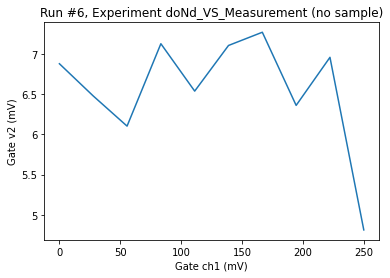 Run #6, Experiment doNd_VS_Measurement (no sample)
7
6.5
6
5.5
5
Gate v2 (mV)
0 50 100 150 200 250
Gate ch1 (mV)